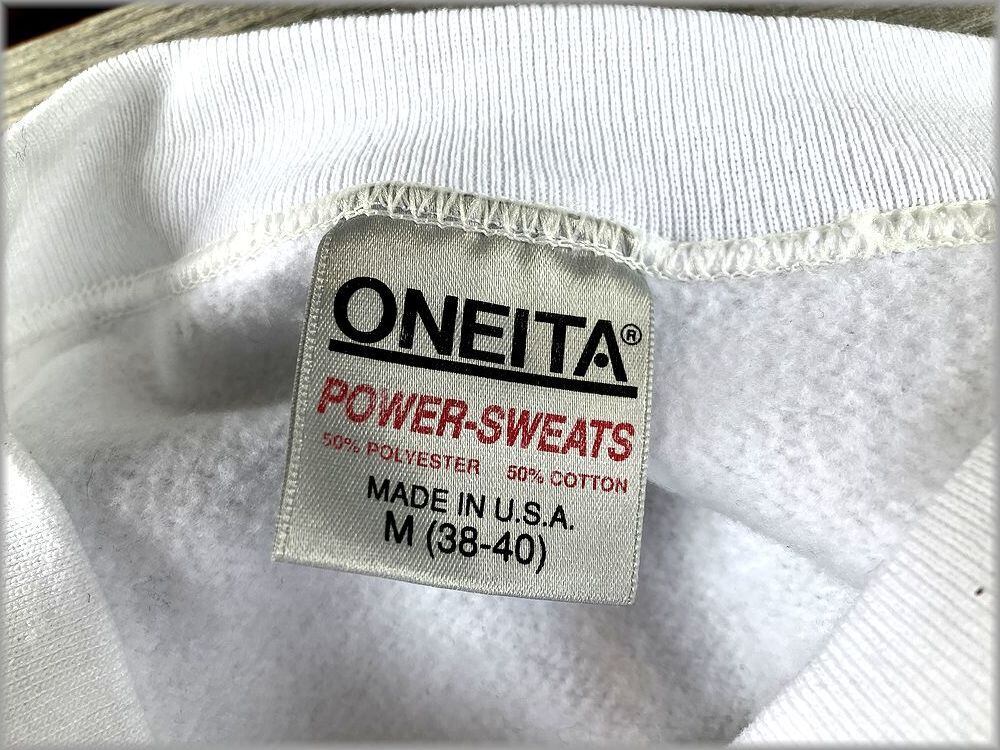 ONEITA®
POWER-SWEATS
50% POLYESTER 50% COTTON
MADE IN U.S.A.
M (38-40)